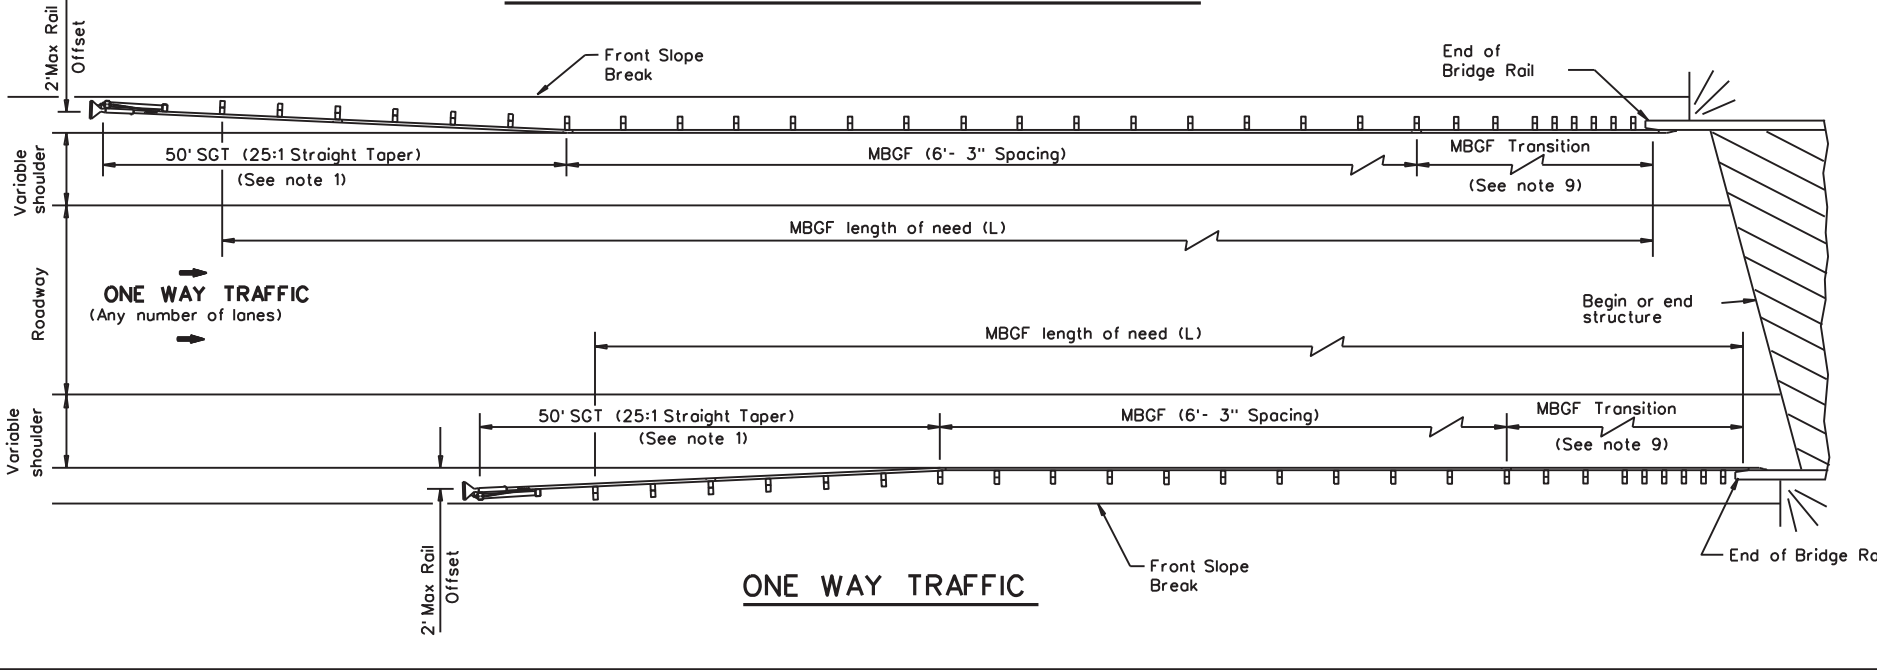 2'Max Rail
Offset
Front Slope
Break
End of
Bridge Rail
Variable
shoulder
50' SGT (25:1 Straight Taper)
(See note 1)
MBGF (6'- 3" Spacing)
MBGF Transition
(See note 9)
MBGF length of need (L)
Roadway
ONE WAY TRAFFIC
(Any number of lanes)
Begin or end
structure
MBGF length of need (L)
Variable
shoulder
50' SGT (25:1 Straight Taper)
(See note 1)
MBGF (6'- 3" Spacing)
MBGF Transition
(See note 9)
2' Max Rail
Offset
Front Slope
Break
End of Bridge Ra
ONE WAY TRAFFIC